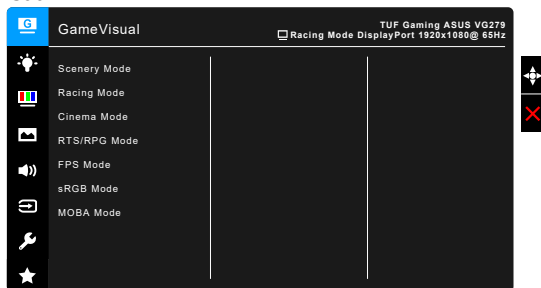 G
GameVisual
TUF Gaming ASUS VG279
Racing Mode DisplayPort 1920x1080@ 65Hz
Scenery Mode
Racing Mode
Cinema Mode
RTS/RPG Mode
FPS Mode
sRGB Mode
MOBA Mode